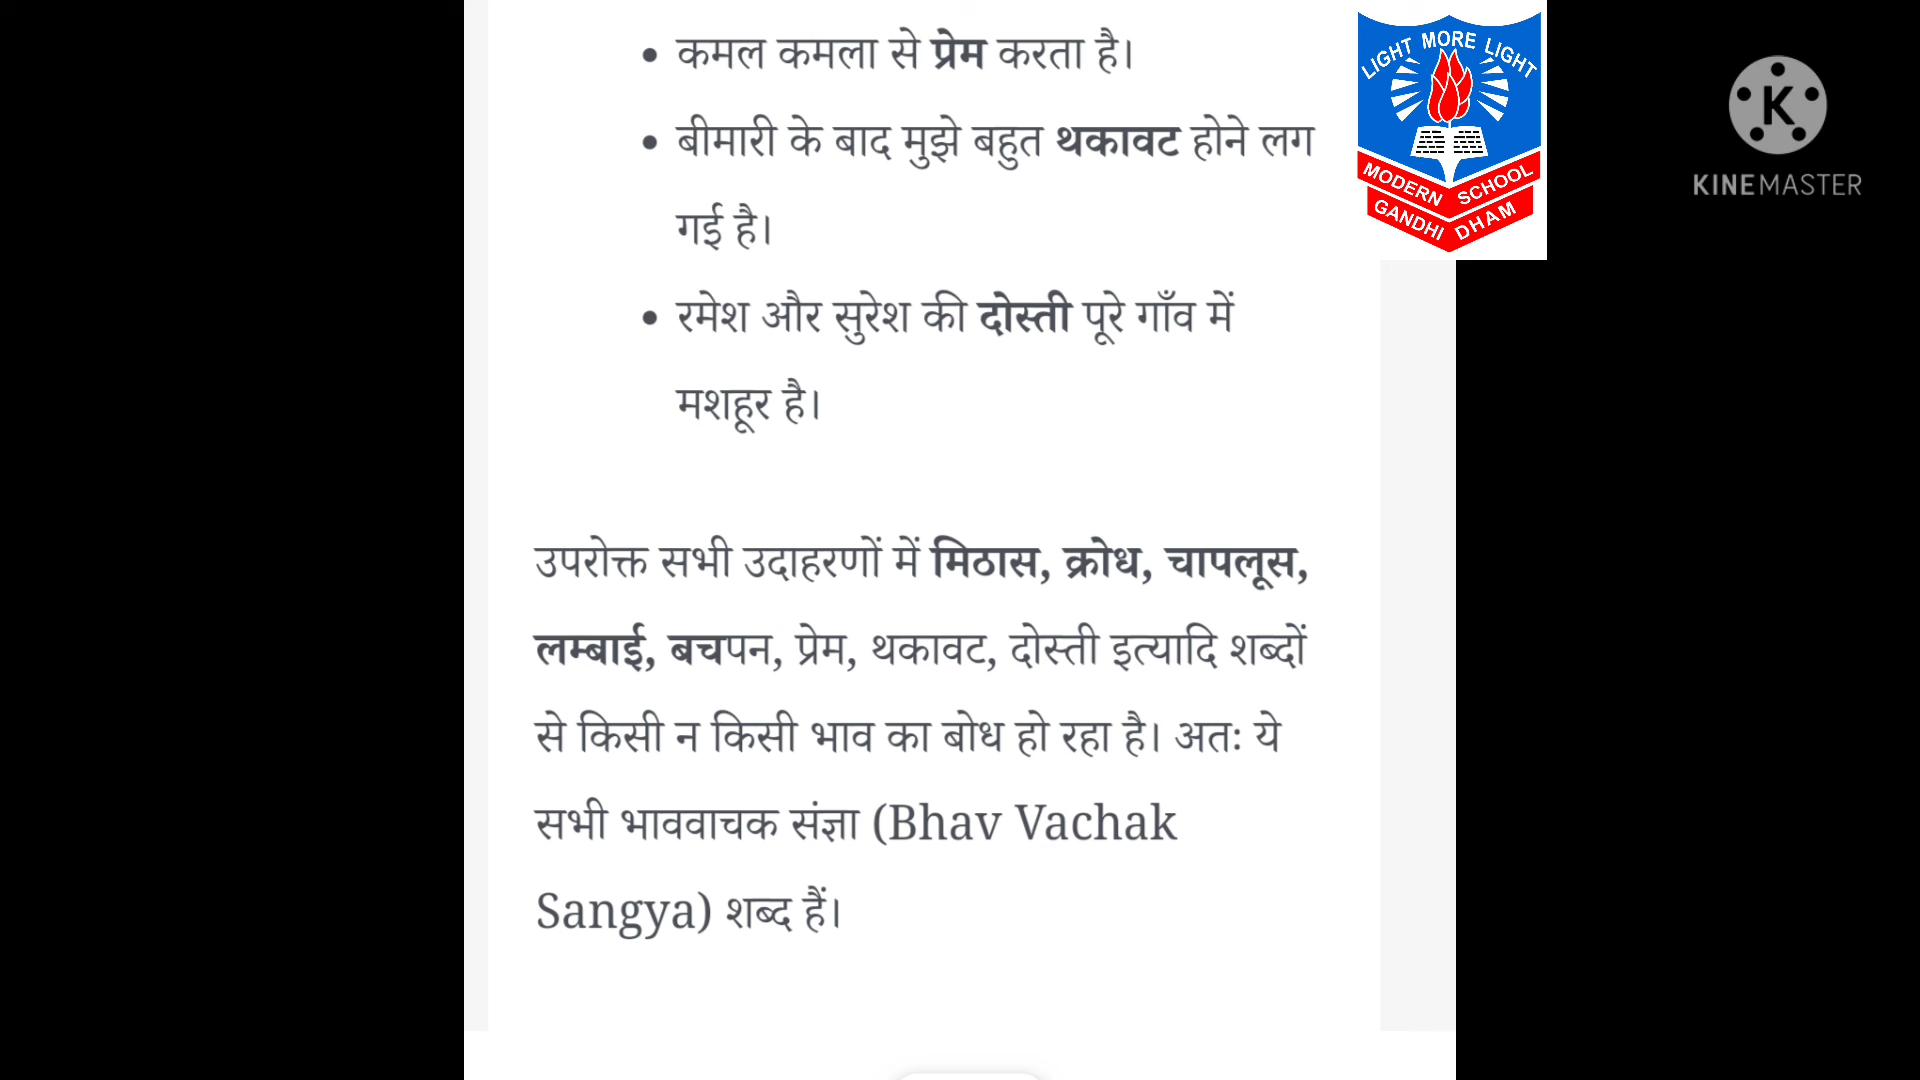 • कमल कमला से प्रेम करता है।
• बीमारी के बाद मुझे बहुत थकावट होने लग
गई है।
• रमेश और सुरेश की दोस्ती पूरे गाँव में
मशहूर है।
उपरोक्त सभी उदाहरणों में मिठास, क्रोध, चापलूस,
लम्बाई, बचपन, प्रेम, थकावट, दोस्ती इत्यादि शब्दों
से किसी न किसी भाव का बोध हो रहा है। अतः ये
सभी भाववाचक संज्ञा (Bhav Vachak
Sangya) शब्द हैं।
LIGHT MORE LIGHT
MODERN SCHOOL
GANDHI DHAM
K
KINEMASTER